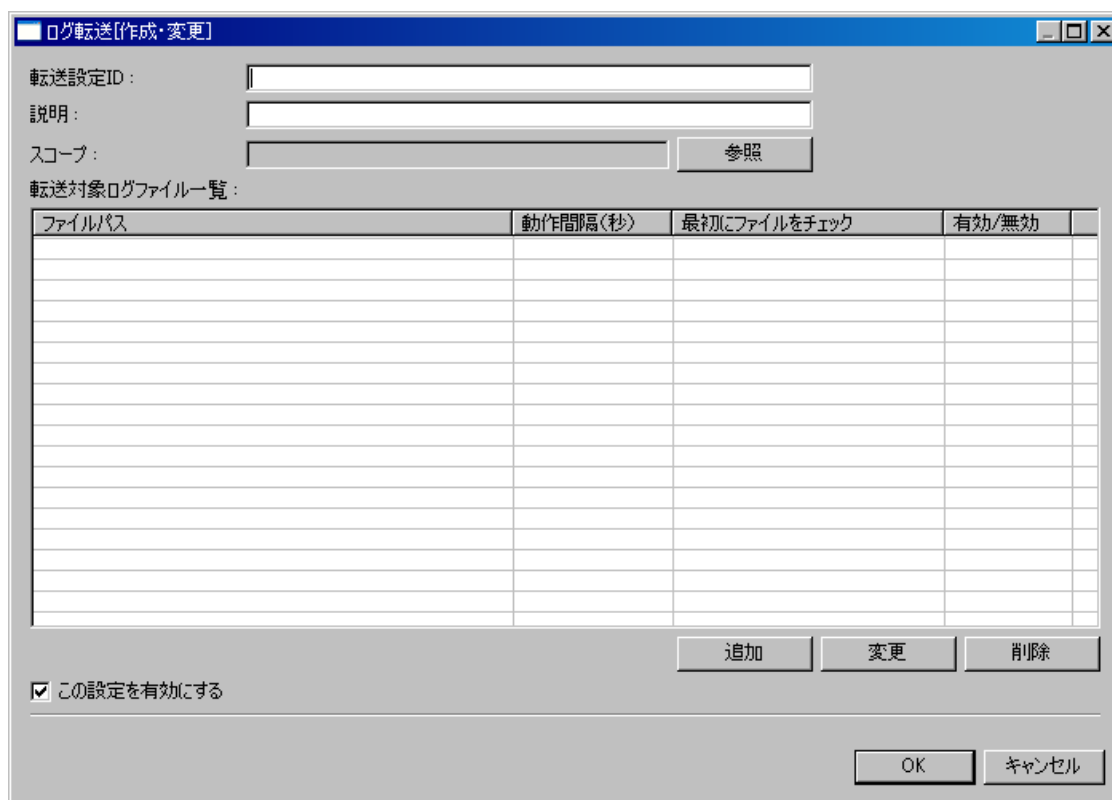 ログ転送[作成・変更]
転送設定ID :
説明 :
スコープ : 参照
転送対象ログファイル一覧 :
ファイルパス 動作間隔(秒) 最初にファイルをチェック 有効/無効
追加 変更 削除
この設定を有効にする
OK キャンセル